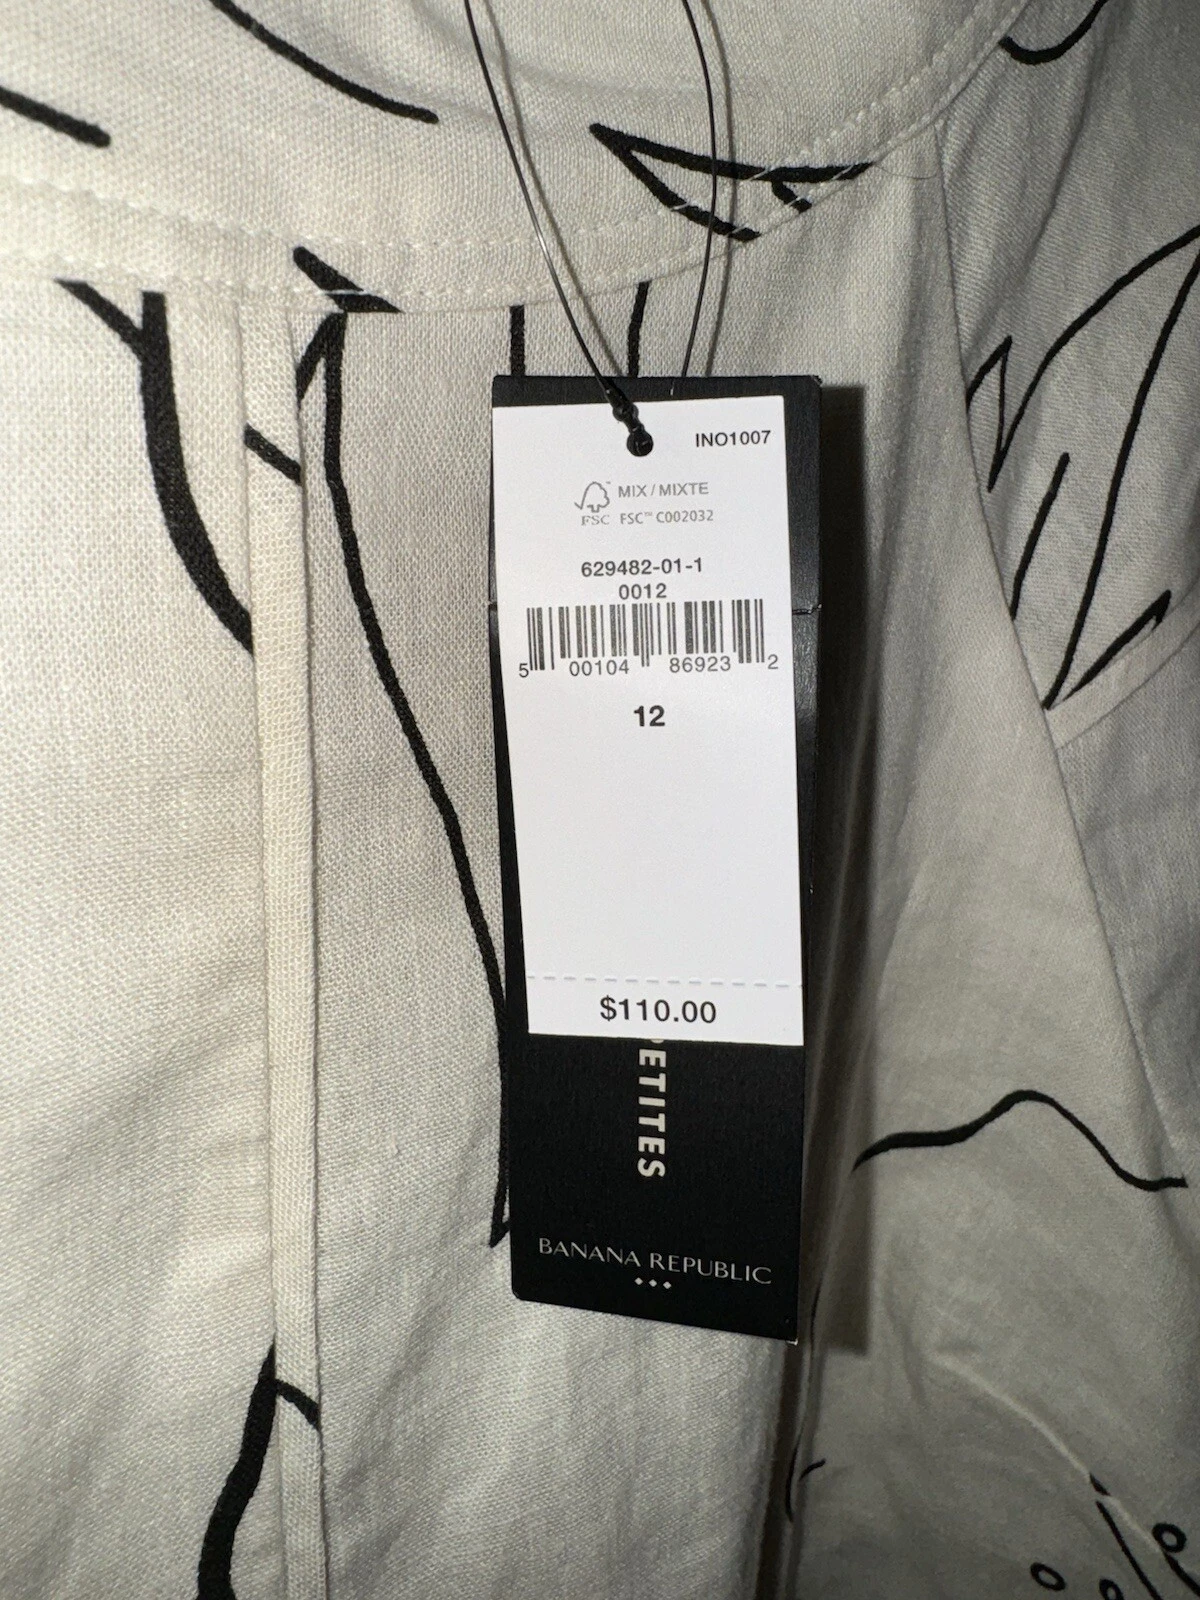 INO1007
MIX / MIXTE
FSC FSC™ C002032
629482-01-1
0012
5 00104 86923 2
12
$110.00
PETITES
BANANA REPUBLIC